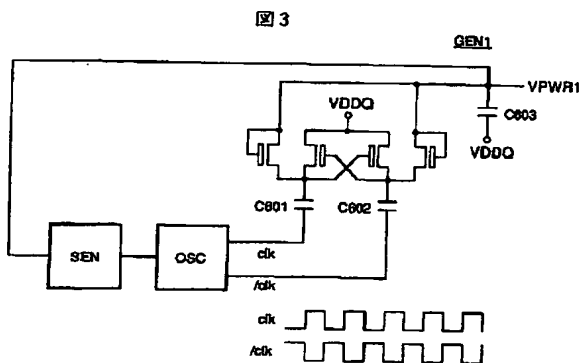 図3
GEN1
VPWR1
VDDQ
C603
VDDQ
C601
C602
SEN
OSC
clk
/clk
clk
/clk